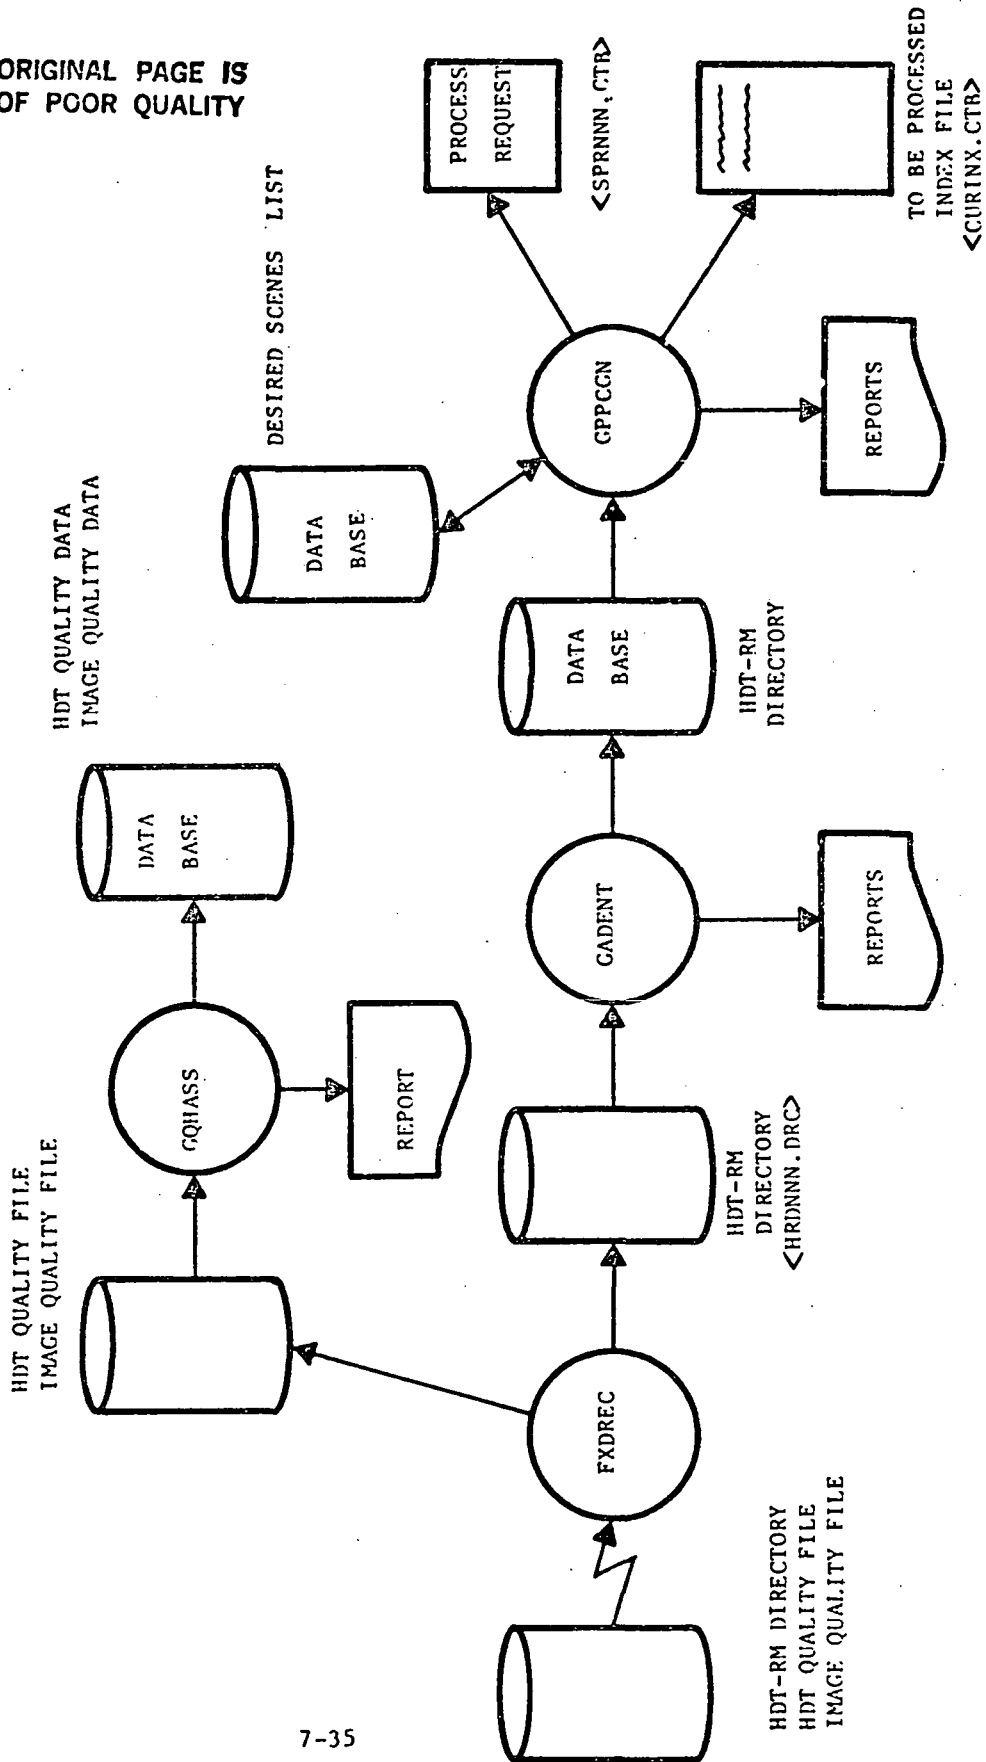 ORIGINAL PAGE IS
OF POOR QUALITY
HDT QUALITY FILE
IMAGE QUALITY FILE
GQHASS
REPORT
DATA
BASE
HDT QUALITY DATA
IMAGE QUALITY DATA
DATA
BASE
DESIRED SCENES LIST
HDT-RM DIRECTORY
HDT QUALITY FILE
IMAGE QUALITY FILE
FXDREC
HDT-RM
DIRECTORY
<HRDNNN.DRC>
GADENT
REPORTS
DATA
BASE
HDT-RM
DIRECTORY
GPPCGN
REPORTS
PROCESS
REQUEST
<SPRNNN.CTB>
TO BE PROCESSED
INDEX FILE
<CURINX.CTB>
7-35